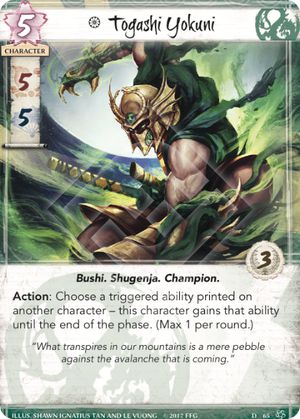 5
Togashi Yokuni
CHARACTER
5
5
Bushi. Shugenja. Champion.
3
Action: Choose a triggered ability printed on
another character – this character gains that
ability until the end of the phase. (Max 1 per round.)
“What transpires in our mountains is a mere pebble
against the avalanche that is coming.”
ILLUS. SHAWN IGNATIUS TAN AND LE VUONG © 2017 FFG D 65